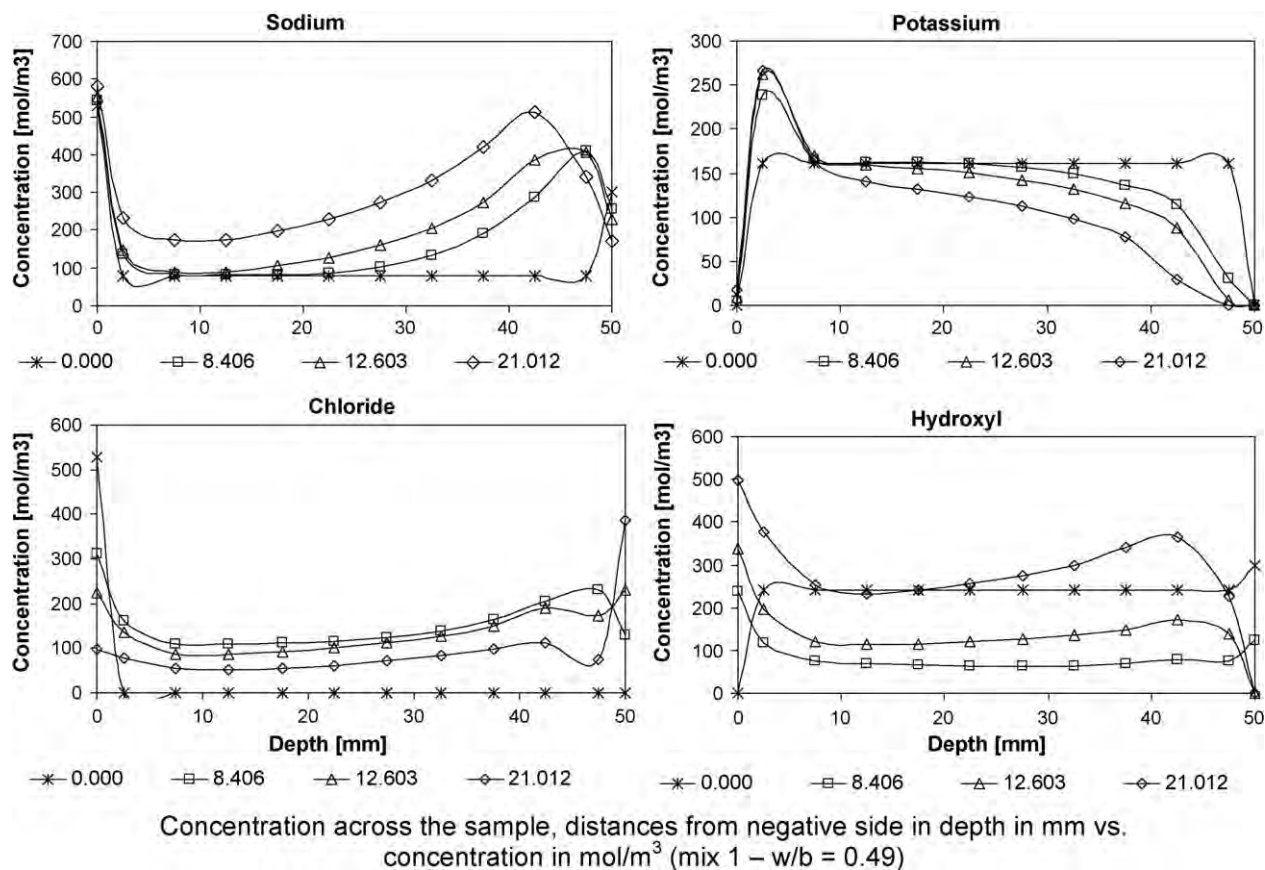 Sodium
Concentration [mol/m3]
700
600
500
400
300
200
100
0
0 10 20 30 40 50
0.000 8.406 12.603 21.012
Potassium
Concentration [mol/m3]
300
250
200
150
100
50
0
0 10 20 30 40 50
0.000 8.406 12.603 21.012
Chloride
Concentration [mol/m3]
600
500
400
300
200
100
0
0 10 20 30 40 50
Depth [mm]
0.000 8.406 12.603 21.012
Hydroxyl
Concentration [mol/m3]
600
500
400
300
200
100
0
0 10 20 30 40 50
Depth [mm]
0.000 8.406 12.603 21.012
Concentration across the sample, distances from negative side in depth in mm vs.
concentration in mol/m³ (mix 1 – w/b = 0.49)